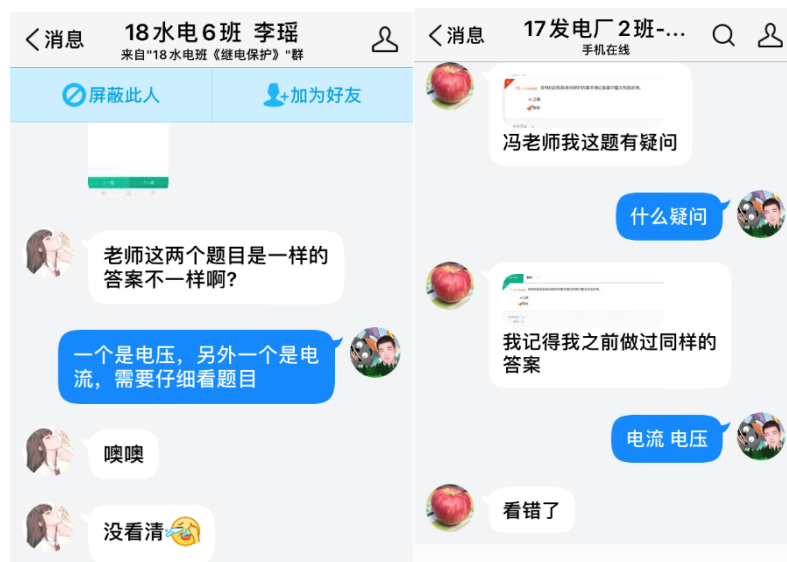 消息
18水电6班 李瑶
来自"18水电班《继电保护》"群
屏蔽此人
+加为好友
老师这两个题目是一样的
答案不一样啊?
一个是电压，另外一个是电
流，需要仔细看题目
噢噢
没看清
消息
17发电厂2班-...
手机在线
冯老师我这题有疑问
什么疑问
我记得我之前做过同样的
答案
电流 电压
看错了